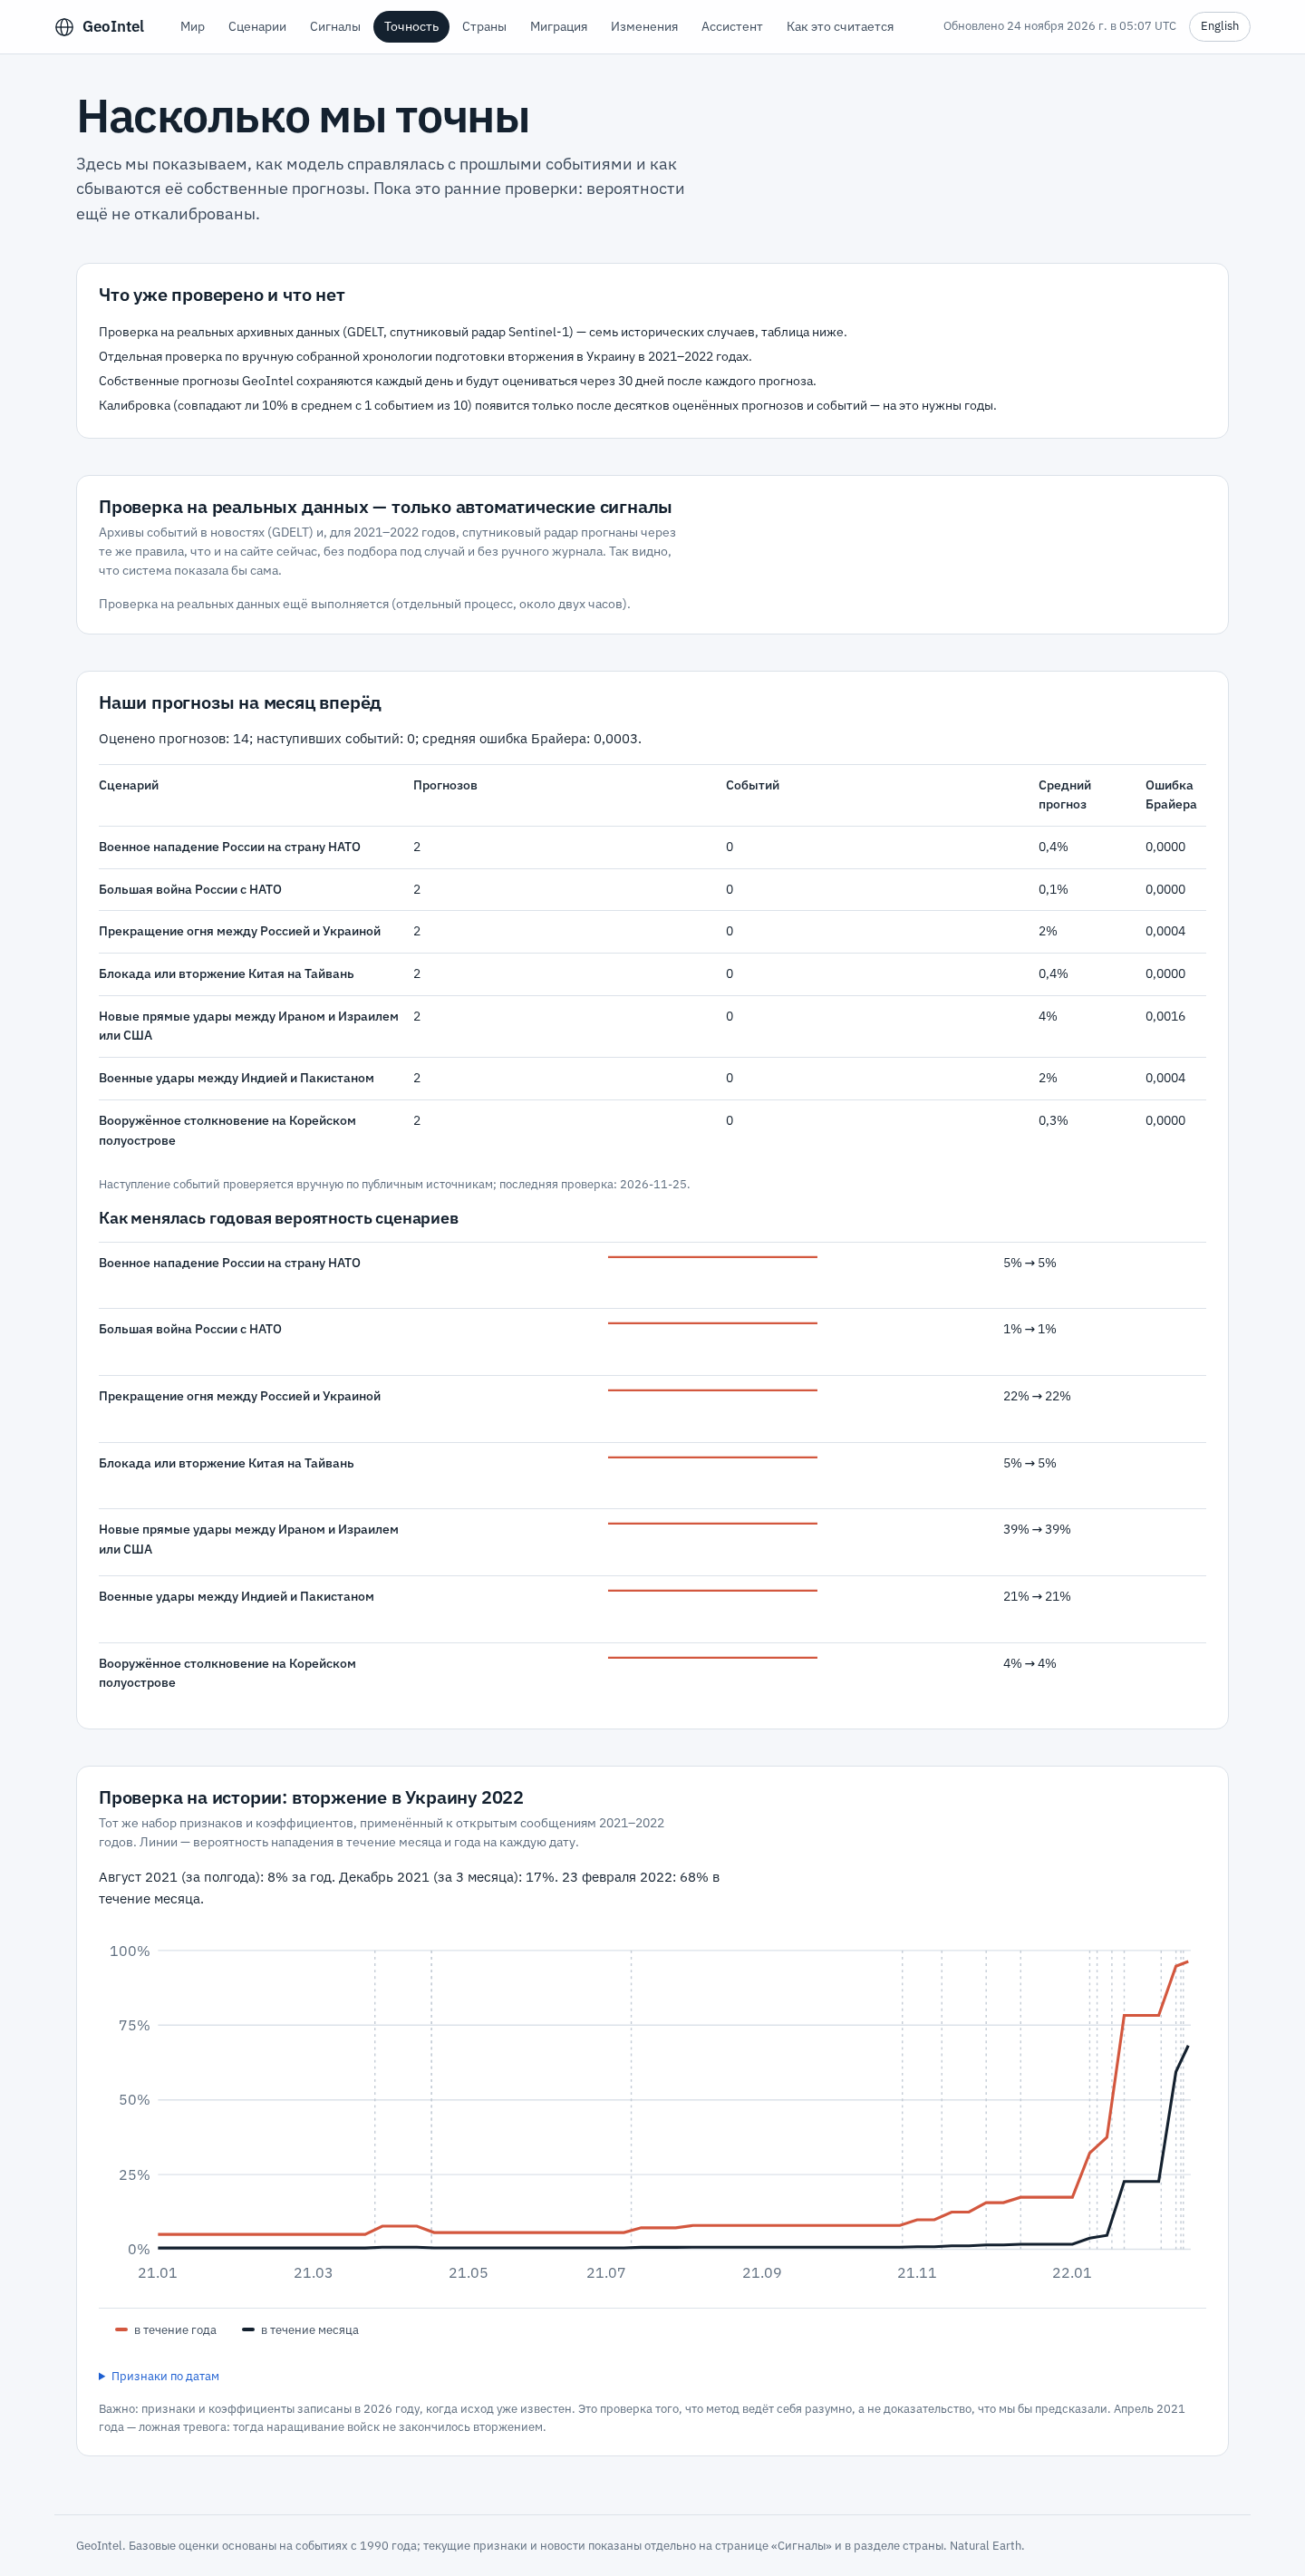 GeoIntel
Мир
Сценарии
Сигналы
Точность
Страны
Миграция
Изменения
Ассистент
Как это считается
Обновлено 24 ноября 2026 г. в 05:07 UTC
English
Насколько мы точны
Здесь мы показываем, как модель справлялась с прошлыми событиями и как
сбываются её собственные прогнозы. Пока это ранние проверки: вероятности
ещё не откалиброваны.
Что уже проверено и что нет
Проверка на реальных архивных данных (GDELT, спутниковый радар Sentinel-1) — семь исторических случаев, таблица ниже.
Отдельная проверка по вручную собранной хронологии подготовки вторжения в Украину в 2021–2022 годах.
Собственные прогнозы GeoIntel сохраняются каждый день и будут оцениваться через 30 дней после каждого прогноза.
Калибровка (совпадают ли 10% в среднем с 1 событием из 10) появится только после десятков оценённых прогнозов и событий — на это нужны годы.
Проверка на реальных данных — только автоматические сигналы
Архивы событий в новостях (GDELT) и, для 2021–2022 годов, спутниковый радар прогнаны через
те же правила, что и на сайте сейчас, без подбора под случай и без ручного журнала. Так видно,
что система показала бы сама.
Проверка на реальных данных ещё выполняется (отдельный процесс, около двух часов).
Наши прогнозы на месяц вперёд
Оценено прогнозов: 14; наступивших событий: 0; средняя ошибка Брайера: 0,0003.
Сценарий Прогнозов Событий Средний Ошибка
прогноз Брайера
Военное нападение России на страну НАТО 2 0 0,4% 0,0000
Большая война России с НАТО 2 0 0,1% 0,0000
Прекращение огня между Россией и Украиной 2 0 2% 0,0004
Блокада или вторжение Китая на Тайвань 2 0 0,4% 0,0000
Новые прямые удары между Ираном и Израилем 2 0 4% 0,0016
или США
Военные удары между Индией и Пакистаном 2 0 2% 0,0004
Вооружённое столкновение на Корейском 2 0 0,3% 0,0000
полуострове
Наступление событий проверяется вручную по публичным источникам; последняя проверка: 2026-11-25.
Как менялась годовая вероятность сценариев
Военное нападение России на страну НАТО 5% → 5%
Большая война России с НАТО 1% → 1%
Прекращение огня между Россией и Украиной 22% → 22%
Блокада или вторжение Китая на Тайвань 5% → 5%
Новые прямые удары между Ираном и Израилем 39% → 39%
или США
Военные удары между Индией и Пакистаном 21% → 21%
Вооружённое столкновение на Корейском 4% → 4%
полуострове
Проверка на истории: вторжение в Украину 2022
Тот же набор признаков и коэффициентов, применённый к открытым сообщениям 2021–2022
годов. Линии — вероятность нападения в течение месяца и года на каждую дату.
Август 2021 (за полгода): 8% за год. Декабрь 2021 (за 3 месяца): 17%. 23 февраля 2022: 68% в
течение месяца.
100%
75%
50%
25%
0%
21.01 21.03 21.05 21.07 21.09 21.11 22.01
в течение года в течение месяца
▶ Признаки по датам
Важно: признаки и коэффициенты записаны в 2026 году, когда исход уже известен. Это проверка того, что метод ведёт себя разумно, а не доказательство, что мы бы предсказали. Апрель 2021
года — ложная тревога: тогда наращивание войск не закончилось вторжением.
GeoIntel. Базовые оценки основаны на событиях с 1990 года; текущие признаки и новости показаны отдельно на странице «Сигналы» и в разделе страны. Natural Earth.